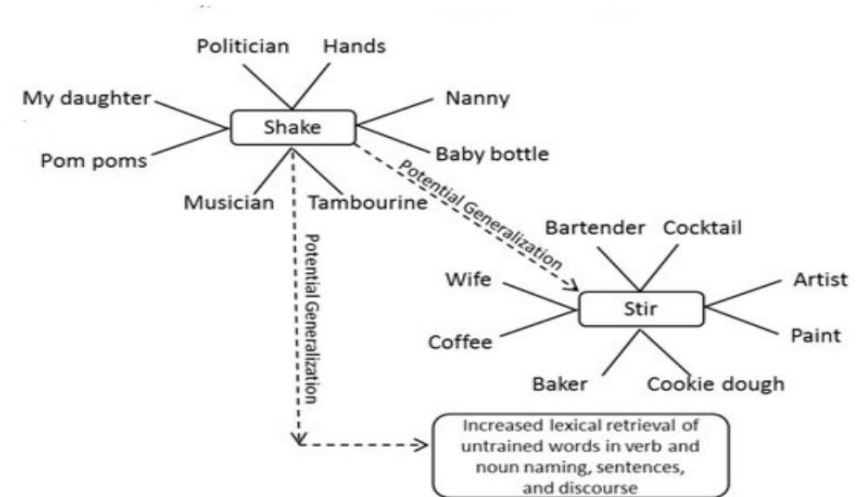 Politician Hands
My daughter
Nanny
Shake
Pom poms
Baby bottle
Musician Tambourine
Potential Generalization
Potential Generalization
Bartender Cocktail
Wife
Artist
Stir
Coffee
Paint
Baker
Cookie dough
Increased lexical retrieval of
untrained words in verb and
noun naming, sentences,
and discourse